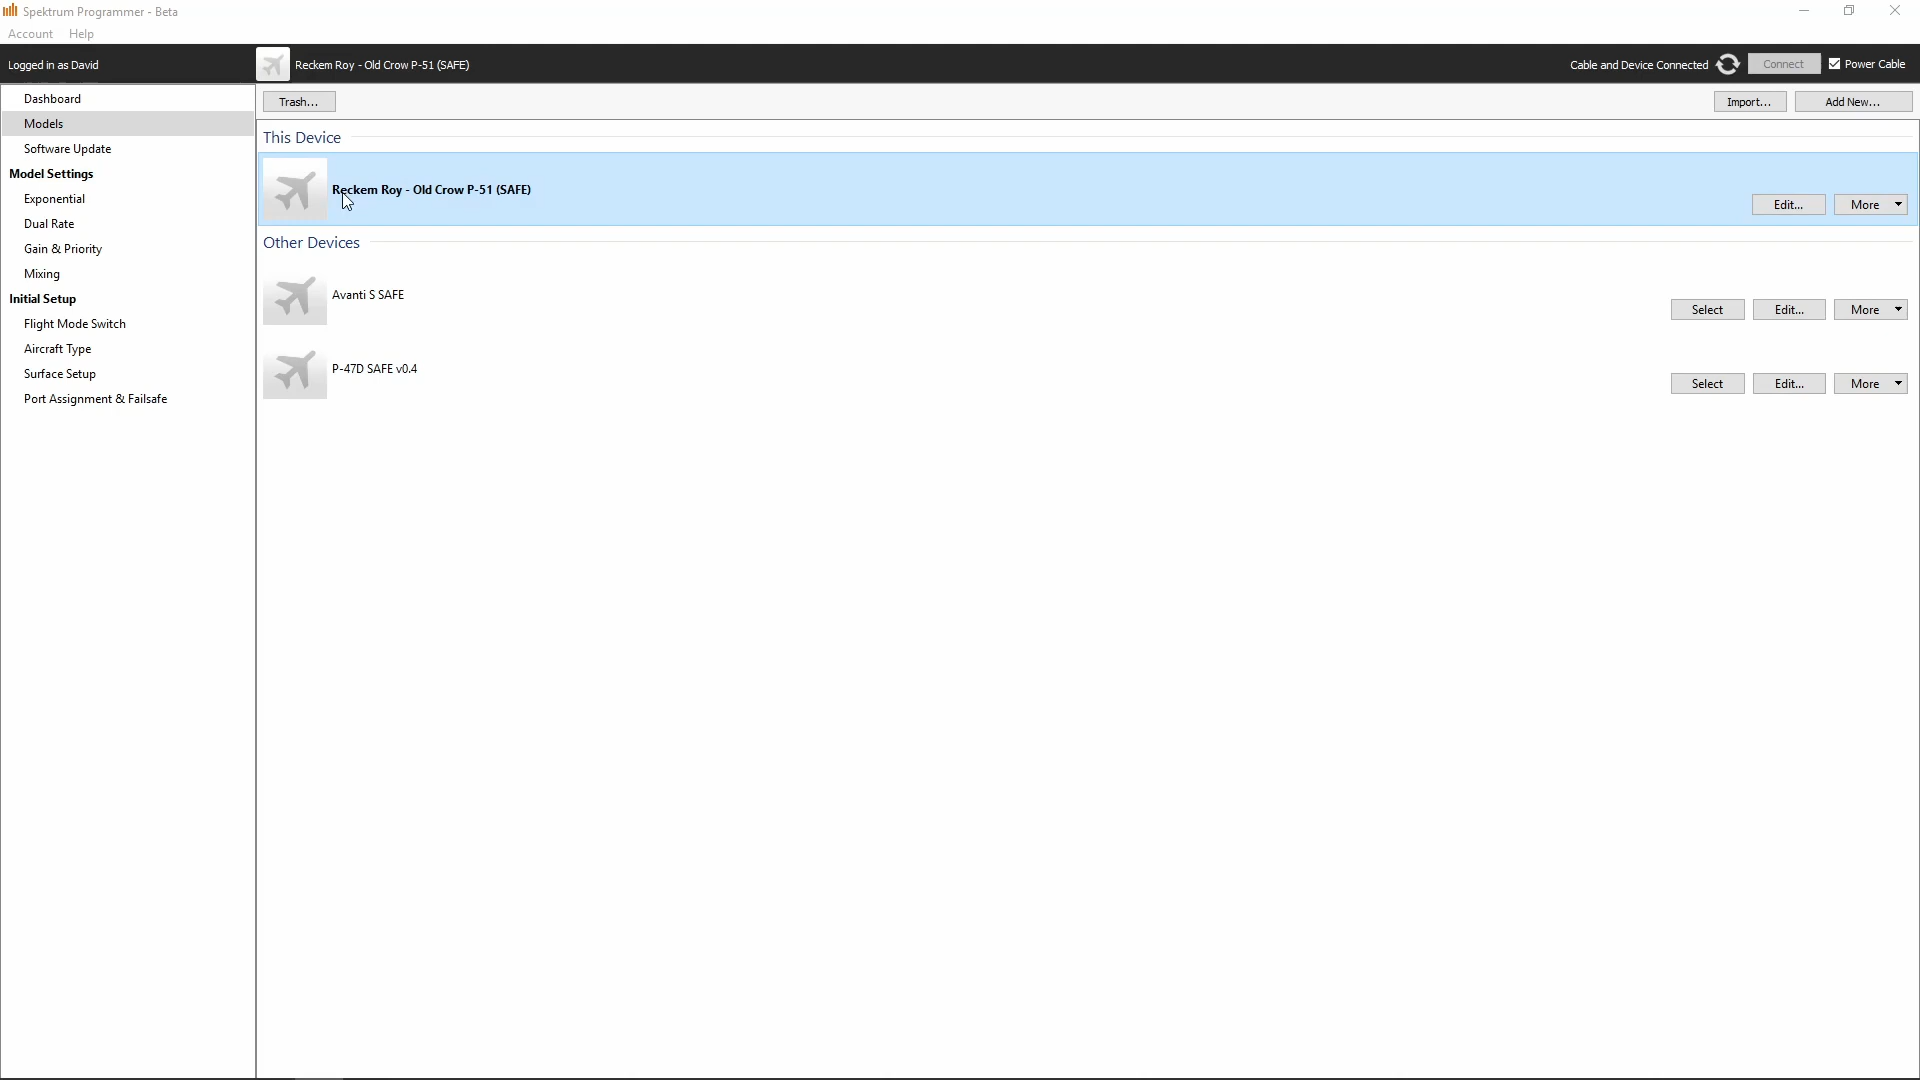 Spektrum Programmer - Beta
Account Help
Logged in as David
Reckem Roy - Old Crow P-51 (SAFE)
Cable and Device Connected
Connect
Power Cable
Dashboard
Models
Software Update
Model Settings
Exponential
Dual Rate
Gain & Priority
Mixing
Initial Setup
Flight Mode Switch
Aircraft Type
Surface Setup
Port Assignment & Failsafe
Trash...
Import...
Add New...
This Device
Reckem Roy - Old Crow P-51 (SAFE)
Edit...
More
Other Devices
Avanti S SAFE
Select
Edit...
More
P-47D SAFE v0.4
Select
Edit...
More